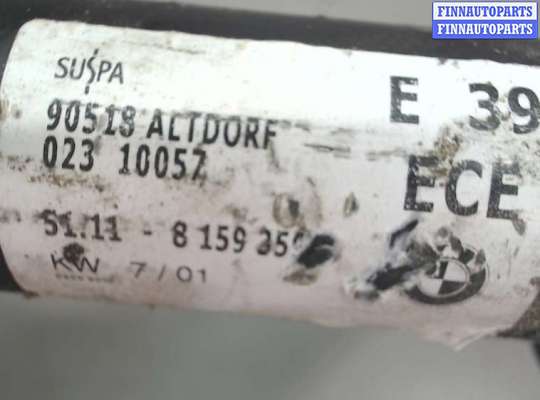 FINNAUTOPARTS
FINNAUTOPARTS
SUSPA
E 39
90518 ALTDORF
ECE
023 10057
51.11 - 8 159 35
KW 7/01